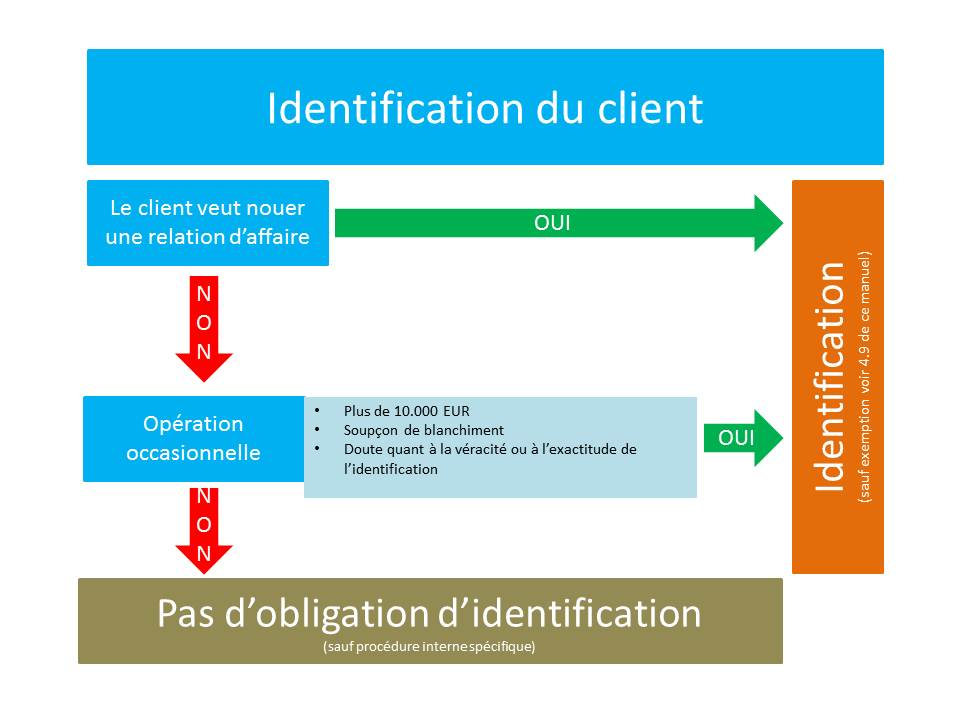 Identification du client
Le client veut nouer
une relation d’affaire
OUI
N
O
N
Opération
occasionnelle
• Plus de 10.000 EUR
• Soupçon de blanchiment
• Doute quant à la véracité ou à l’exactitude de
l’identification
OUI
N
O
N
Identification
(sauf exemption voir 4.9 de ce manuel)
Pas d’obligation d’identification
(sauf procédure interne spécifique)